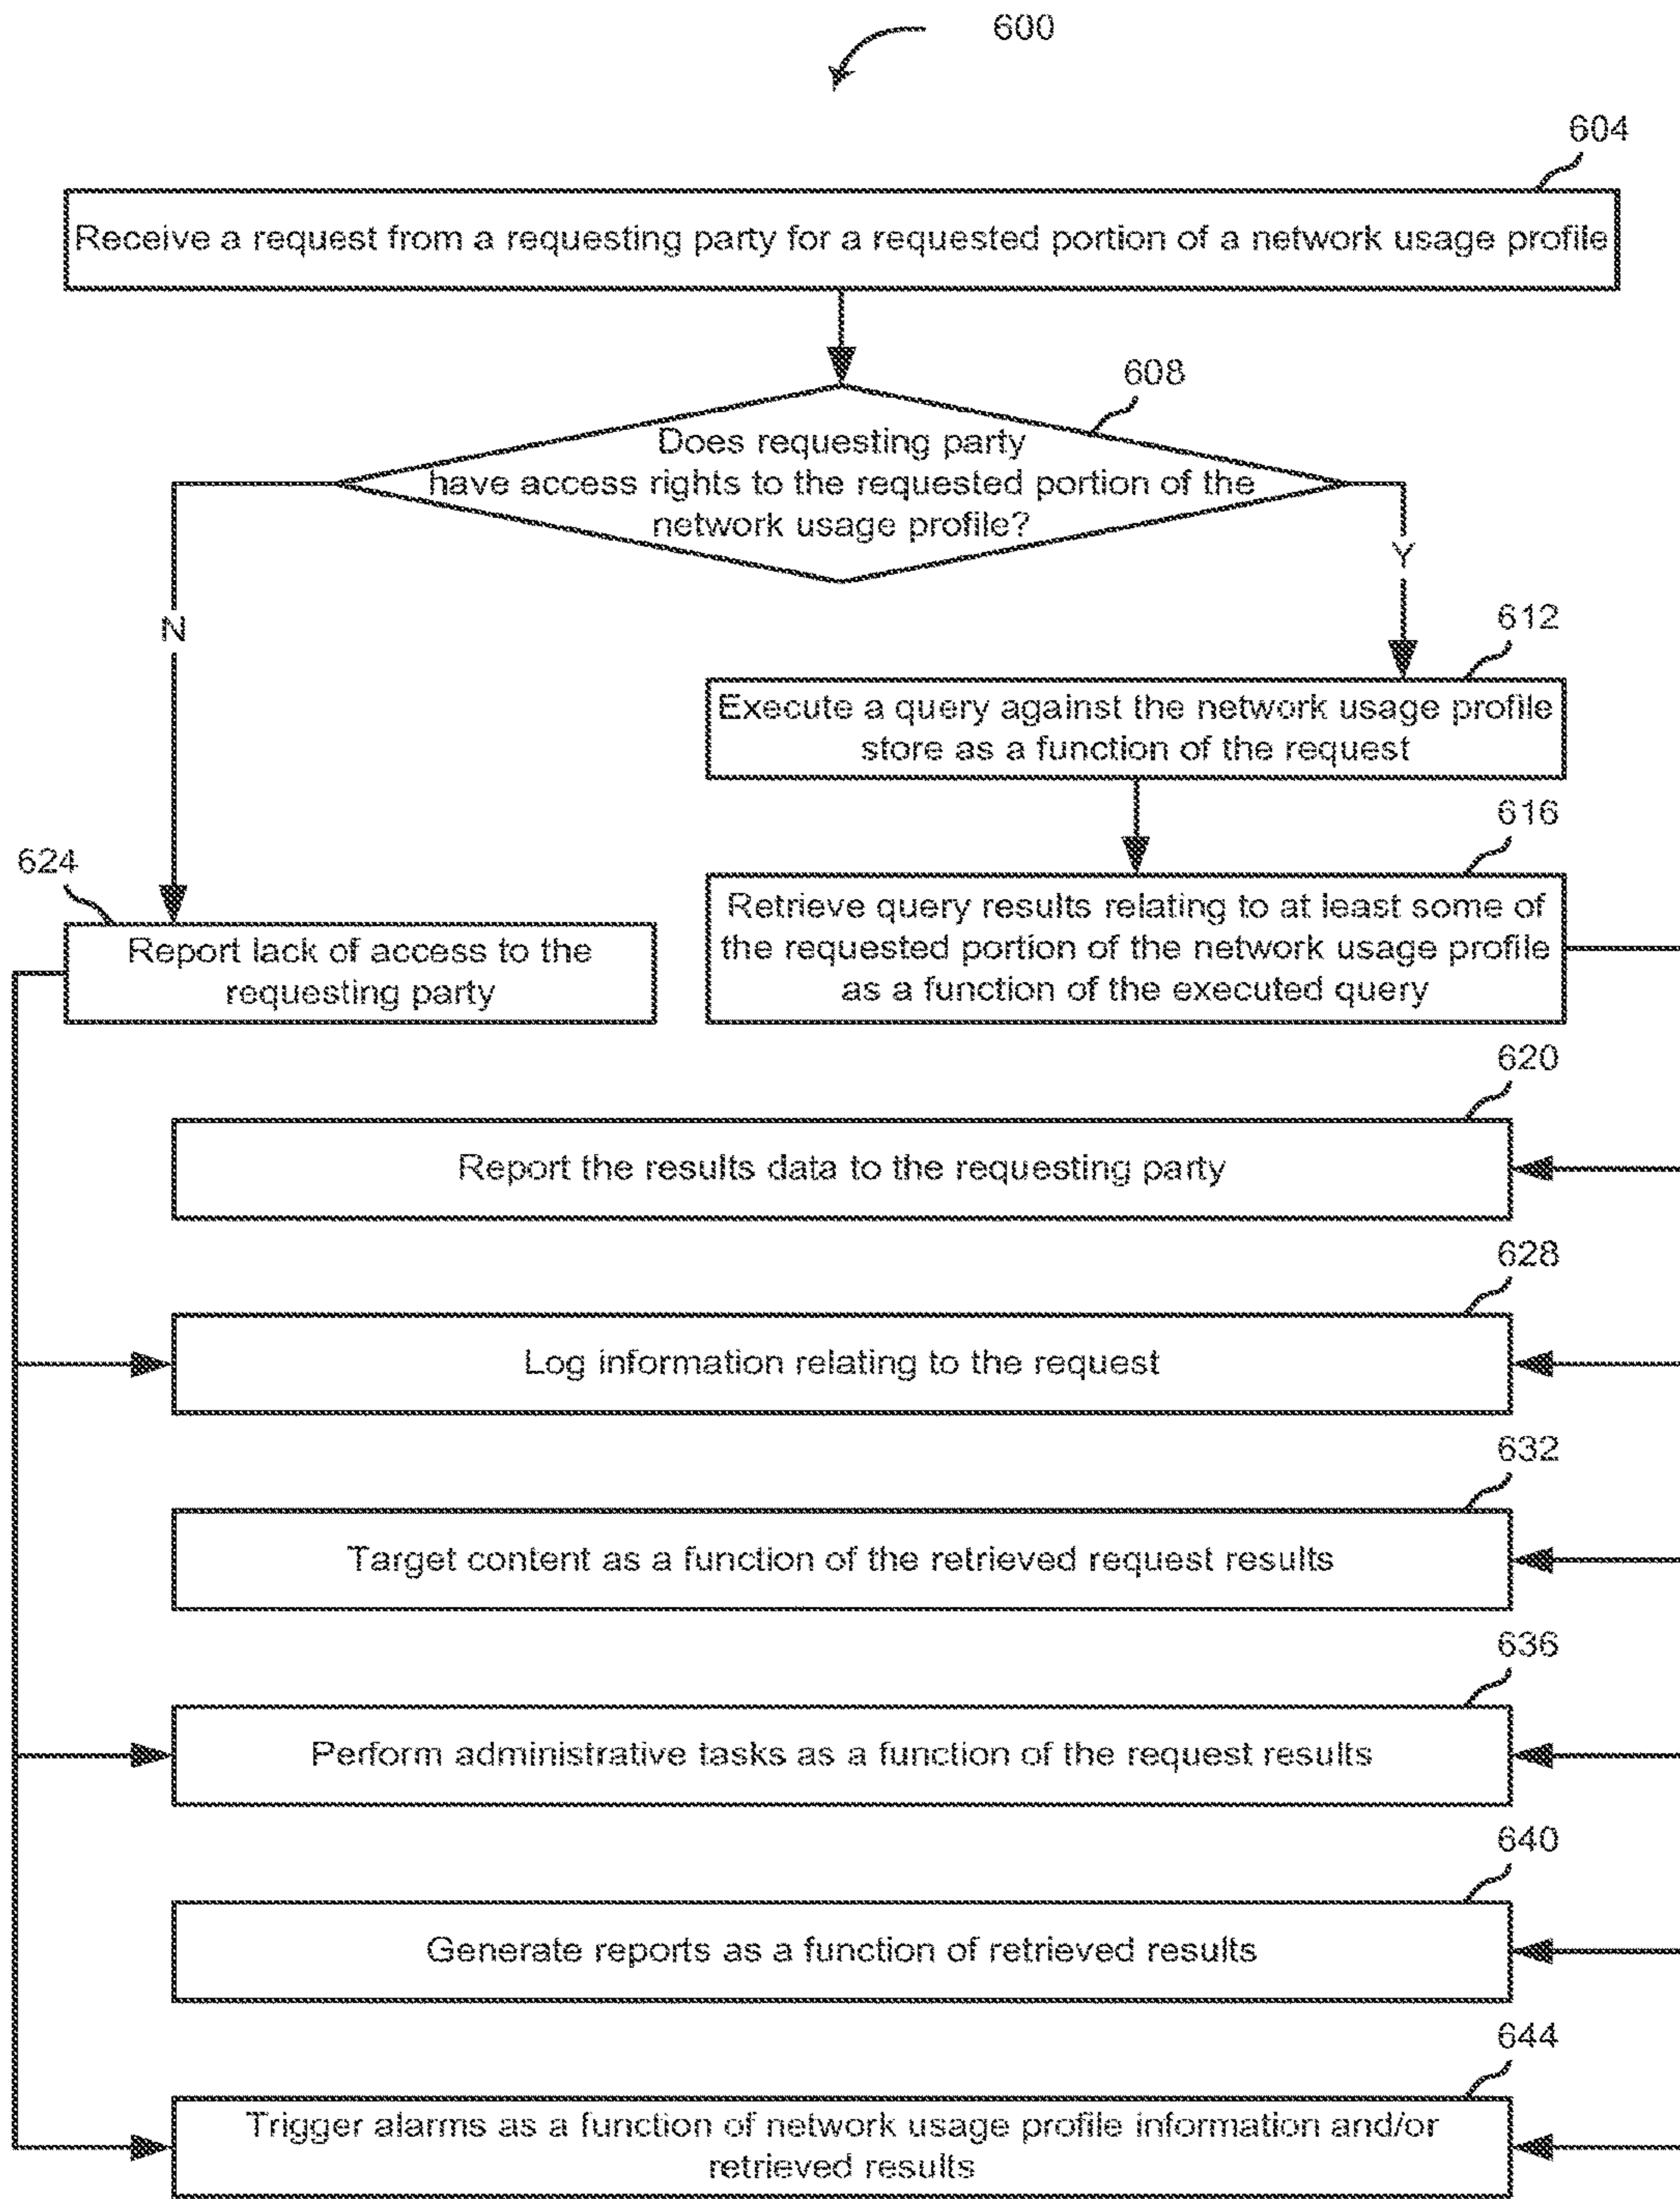 600
604
Receive a request from a requesting party for a requested portion of a network usage profile
608
Does requesting party
have access rights to the requested portion of the
network usage profile?
Y
N
612
Execute a query against the network usage profile
store as a function of the request
616
Retrieve query results relating to at least some of
the requested portion of the network usage profile
as a function of the executed query
624
Report lack of access to the
requesting party
620
Report the results data to the requesting party
628
Log information relating to the request
632
Target content as a function of the retrieved request results
636
Perform administrative tasks as a function of the request results
640
Generate reports as a function of retrieved results
644
Trigger alarms as a function of network usage profile information and/or
retrieved results